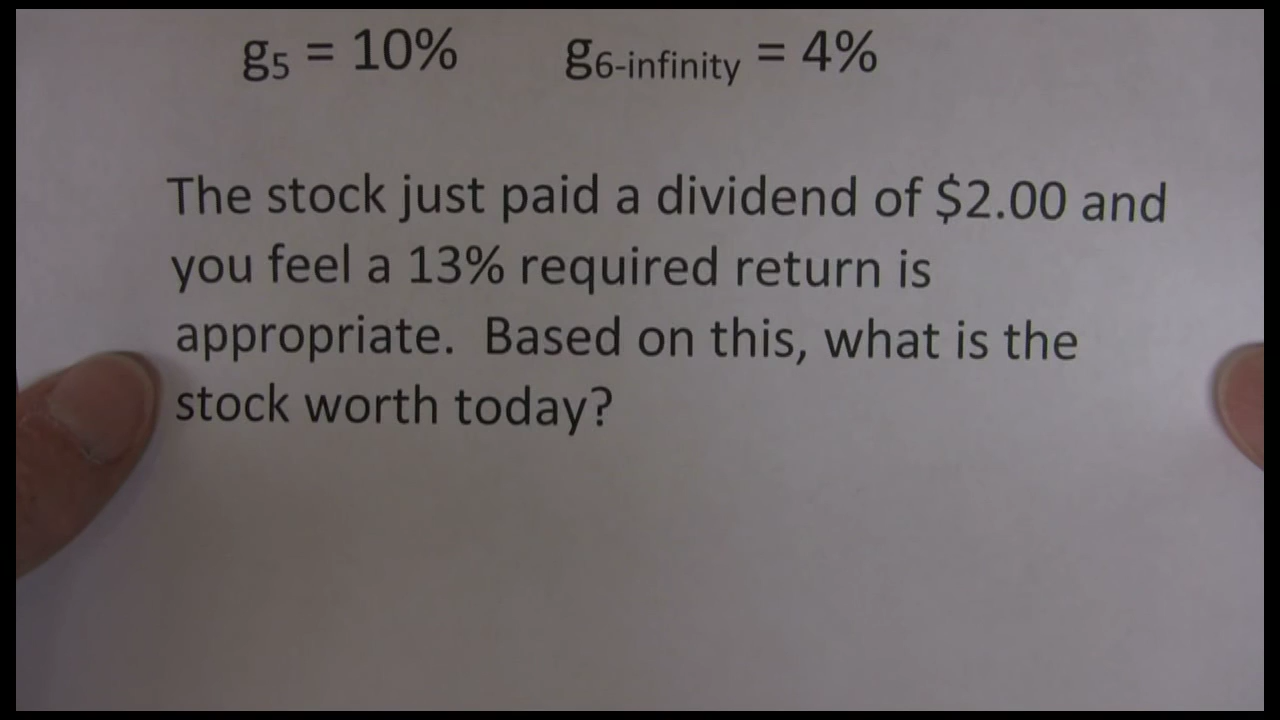 g5 = 10% g6-infinity = 4%
The stock just paid a dividend of $2.00 and
you feel a 13% required return is
appropriate. Based on this, what is the
stock worth today?